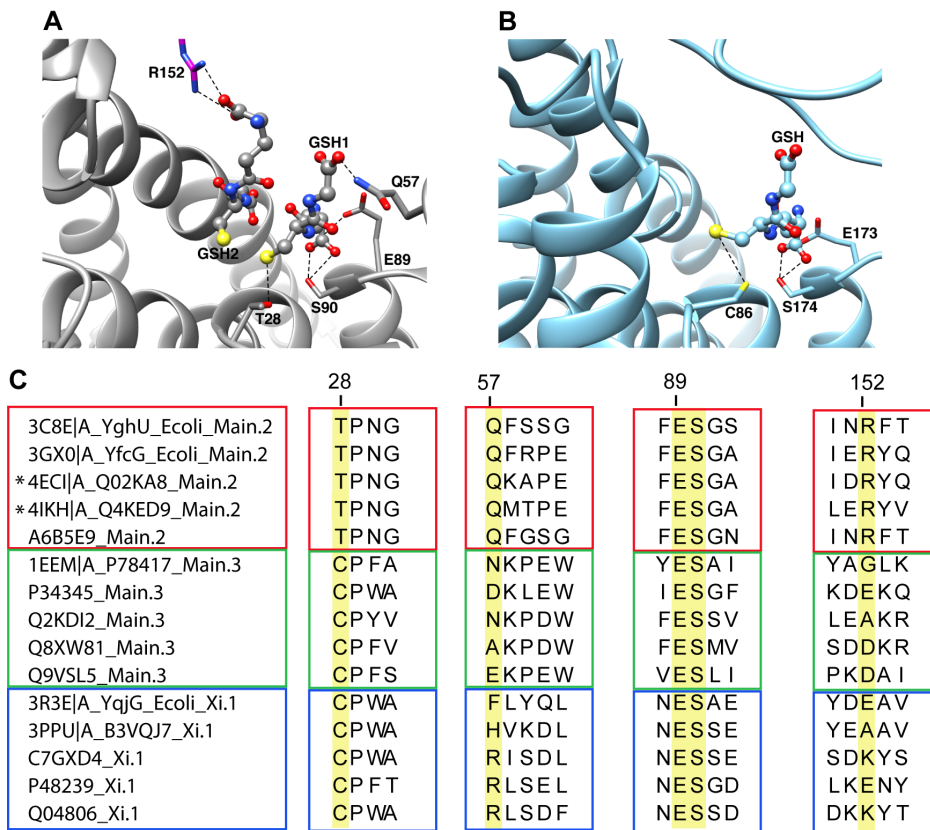 A
B
R152
GSH1
GSH
Q57
GSH2
E89
E173
S90
T28
C86
S174
C
28 57 89 152
3C8E|A_YghU_Ecoli_Main.2 TPNG QFSSG FESGS INRFT
3GX0|A_YfcG_Ecoli_Main.2 TPNG QFRPE FESGA IERYQ
*4ECI|A_Q02KA8_Main.2 TPNG QKAPE FESGA IDRYQ
*4IKH|A_Q4KED9_Main.2 TPNG QMTPE FESGA LERYV
A6B5E9_Main.2 TPNG QFGSG FESGN INRFT
1EEM|A_P78417_Main.3 CPFA NKPEW YESAI YAGLK
P34345_Main.3 CPWA DKLEW IESGF KDEKQ
Q2KDI2_Main.3 CPYV NKPDW FESSV LEAKR
Q8XW81_Main.3 CPFV AKPDW FESMV SDDKR
Q9VSL5_Main.3 CPFS EKPEW VESLI PKDAI
3R3E|A_YqjG_Ecoli_Xi.1 CPWA FLYQL NESAE YDEAV
3PPU|A_B3VQJ7_Xi.1 CPWA HVKDL NESSE YEAAV
C7GXD4_Xi.1 CPWA RISDL NESSE SDKYS
P48239_Xi.1 CPFT RLSEL NESGD LKENY
Q04806_Xi.1 CPWA RLSDF NESSD DKKYT